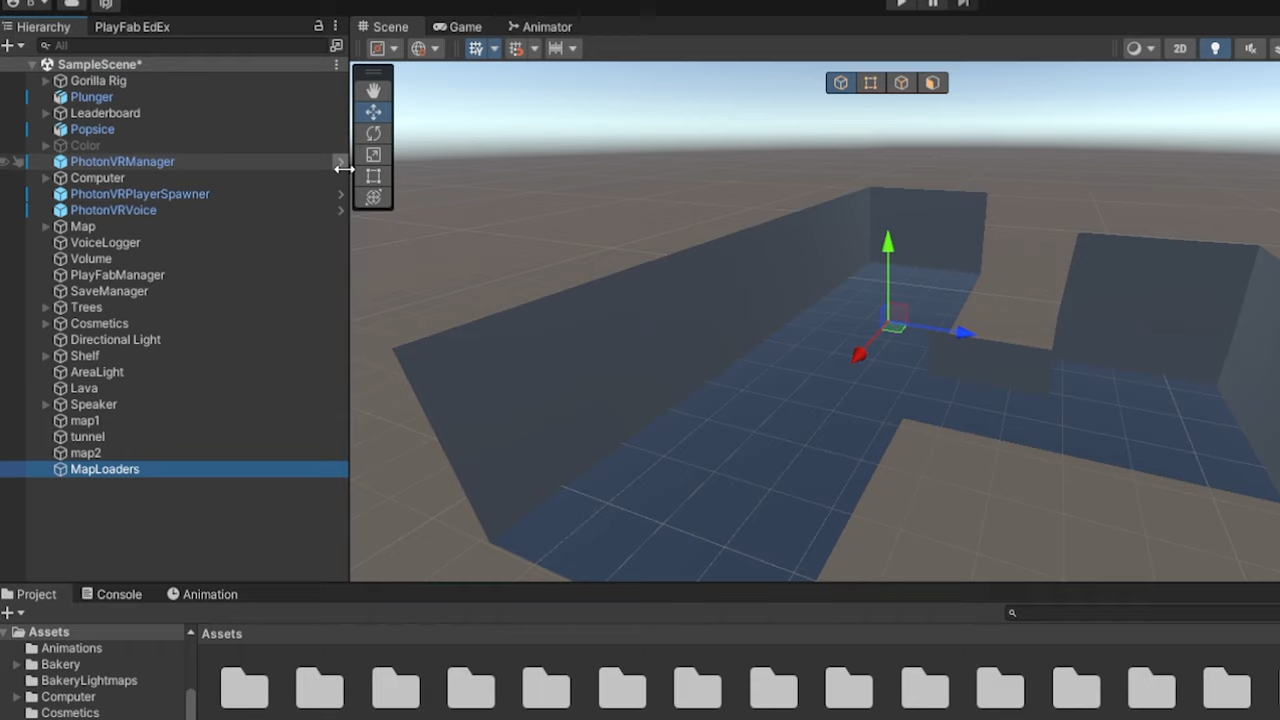 Hierarchy PlayFab EdEx
All
SampleScene*
Gorilla Rig
Plunger
Leaderboard
Popsice
Color
PhotonVRManager
Computer
PhotonVRPlayerSpawner
PhotonVRVoice
Map
VoiceLogger
Volume
PlayFabManager
SaveManager
Trees
Cosmetics
Directional Light
Shelf
AreaLight
Lava
Speaker
map1
tunnel
map2
MapLoaders
Scene Game Animator
2D
Project Console Animation
Assets
Animations
Bakery
BakeryLightmaps
Computer
Cosmetics
Assets